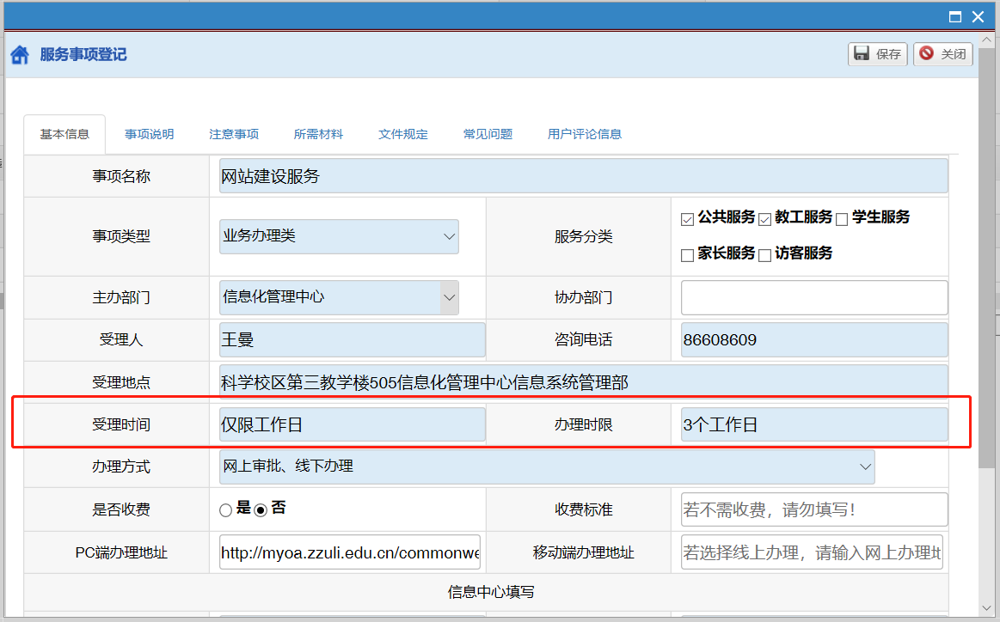 服务事项登记
保存 关闭
基本信息 事项说明 注意事项 所需材料 文件规定 常见问题 用户评论信息
事项名称 网站建设服务
事项类型 业务办理类 服务分类 公共服务 教工服务 学生服务
家长服务 访客服务
主办部门 信息化管理中心 协办部门
受理人 王曼 咨询电话 86608609
受理地点 科学校区第三教学楼505信息化管理中心信息系统管理部
受理时间 仅限工作日 办理时限 3个工作日
办理方式 网上审批、线下办理
是否收费 是 否 收费标准 若不需收费，请勿填写！
PC端办理地址 http://myoa.zzuli.edu.cn/commonwe 移动端办理地址 若选择线上办理，请输入网上办理地
信息中心填写